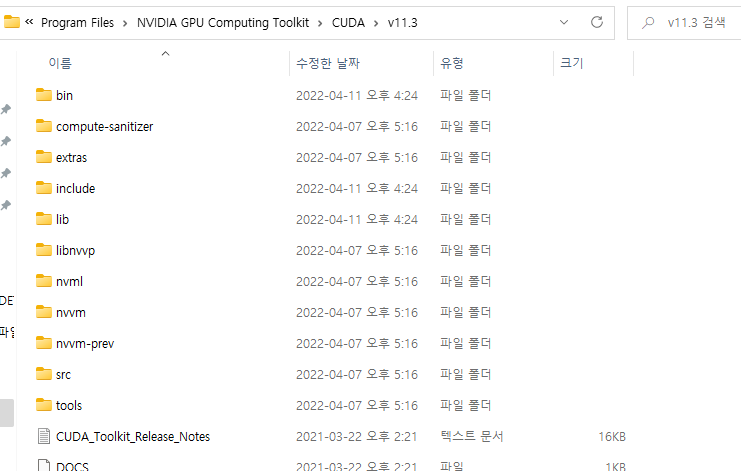 « Program Files > NVIDIA GPU Computing Toolkit > CUDA > v11.3 v11.3 검색
이름 수정한 날짜 유형 크기
bin 2022-04-11 오후 4:24 파일 폴더
compute-sanitizer 2022-04-07 오후 5:16 파일 폴더
extras 2022-04-07 오후 5:16 파일 폴더
include 2022-04-11 오후 4:24 파일 폴더
lib 2022-04-11 오후 4:24 파일 폴더
libnvvp 2022-04-07 오후 5:16 파일 폴더
nvml 2022-04-07 오후 5:16 파일 폴더
nvvm 2022-04-07 오후 5:16 파일 폴더
nvvm-prev 2022-04-07 오후 5:16 파일 폴더
src 2022-04-07 오후 5:16 파일 폴더
tools 2022-04-07 오후 5:16 파일 폴더
CUDA_Toolkit_Release_Notes 2021-03-22 오후 2:21 텍스트 문서 16KB
DOCS 2021-03-22 오후 2:21 파일 1KB